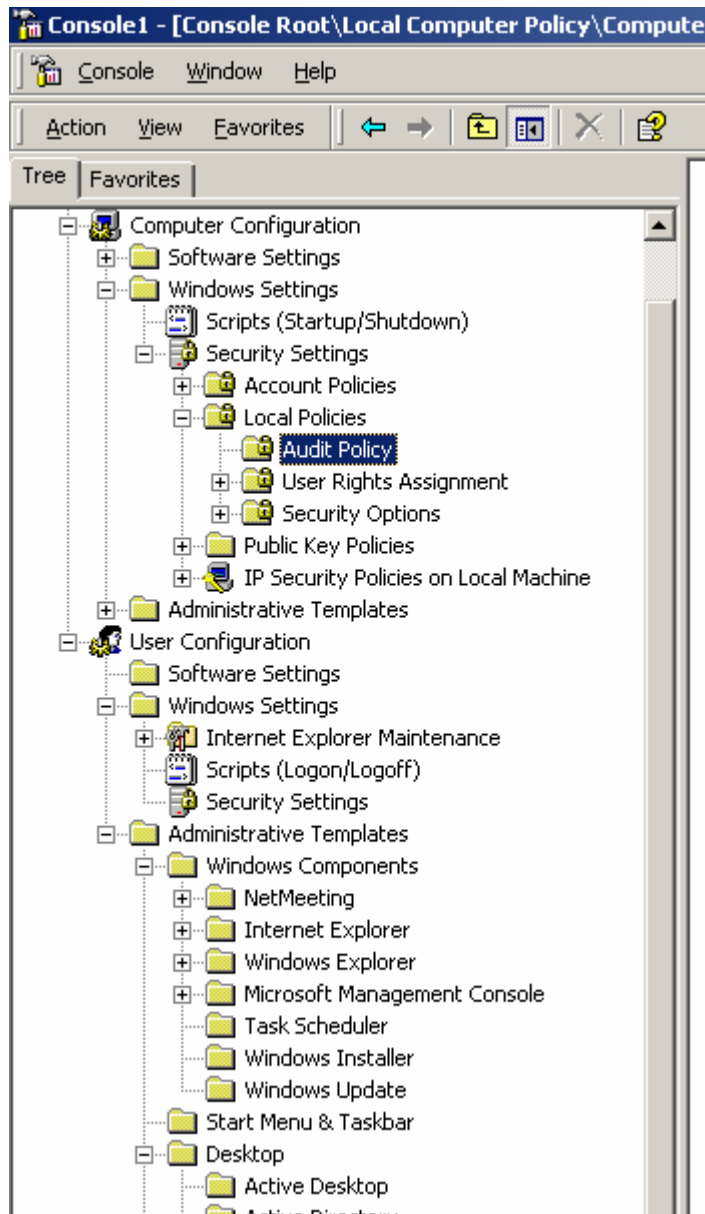 Console1 - [Console Root\Local Computer Policy\Compute
Console Window Help
Action View Favorites
Tree Favorites
Computer Configuration
Software Settings
Windows Settings
Scripts (Startup/Shutdown)
Security Settings
Account Policies
Local Policies
Audit Policy
User Rights Assignment
Security Options
Public Key Policies
IP Security Policies on Local Machine
Administrative Templates
User Configuration
Software Settings
Windows Settings
Internet Explorer Maintenance
Scripts (Logon/Logoff)
Security Settings
Administrative Templates
Windows Components
NetMeeting
Internet Explorer
Windows Explorer
Microsoft Management Console
Task Scheduler
Windows Installer
Windows Update
Start Menu & Taskbar
Desktop
Active Desktop
Active Directory